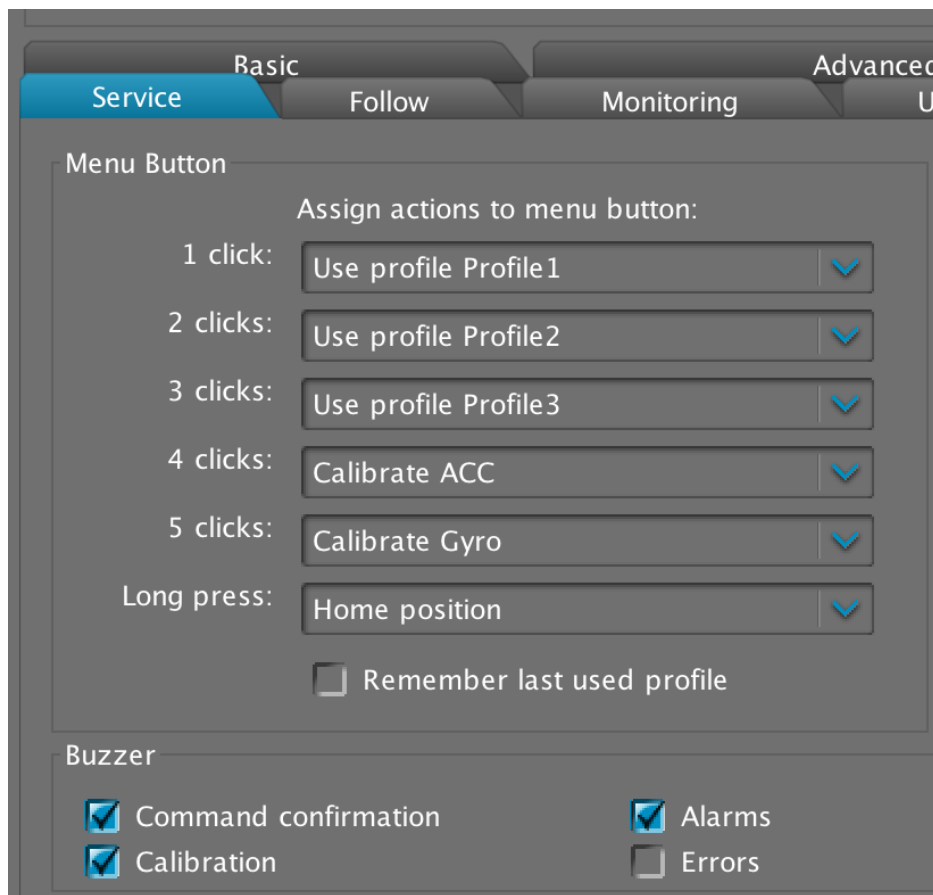 Basic
Advanced
Service
Follow
Monitoring
U
Menu Button
Assign actions to menu button:
1 click:
Use profile Profile1
2 clicks:
Use profile Profile2
3 clicks:
Use profile Profile3
4 clicks:
Calibrate ACC
5 clicks:
Calibrate Gyro
Long press:
Home position
Remember last used profile
Buzzer
Command confirmation
Alarms
Calibration
Errors